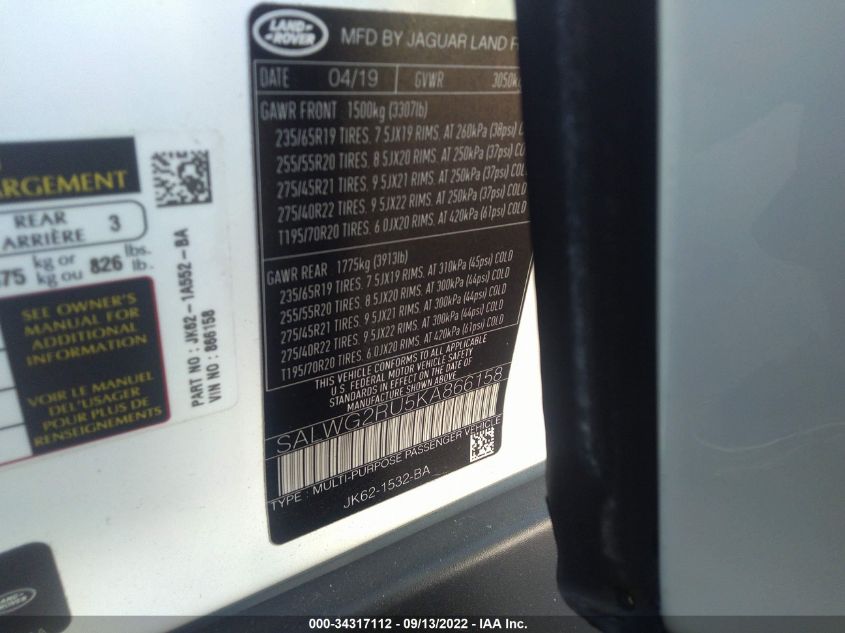 LAND-
ROVER
MFD BY JAGUAR LAND
DATE 04/19 GVWR 3050k
GAWR FRONT 1500kg (3307lb)
235/65R19 TIRES. 7.5JX19 RIMS. AT 260kPa (38psi) C
255/55R20 TIRES. 8.5JX20 RIMS. AT 250kPa (37psi) CO
275/45R21 TIRES. 9.5JX21 RIMS. AT 250kPa (37psi) CO
275/40R22 TIRES. 9.5JX22 RIMS. AT 250kPa (37psi) CO
T195/70R20 TIRES. 6.0JX20 RIMS. AT 420kPa (61psi) CO
GAWR REAR 1775kg (3913lb)
235/65R19 TIRES. 7.5JX19 RIMS. AT 310kPa (45psi) COLD
255/55R20 TIRES. 8.5JX20 RIMS. AT 300kPa (44psi) COLD
275/45R21 TIRES. 9.5JX21 RIMS. AT 300kPa (44psi) COLD
275/40R22 TIRES. 9.5JX22 RIMS. AT 300kPa (44psi) COLD
T195/70R20 TIRES. 6.0JX20 RIMS. AT 420kPa (61psi) COLD
THIS VEHICLE CONFORMS TO ALL APPLICABLE
U.S. FEDERAL MOTOR VEHICLE SAFETY
STANDARDS IN EFFECT ON THE DATE OF
MANUFACTURE SHOWN ABOVE.
SALWG2RU5KA866158
TYPE : MULTI-PURPOSE PASSENGER VEHICLE
JK62-1532-BA
ARGEMENT
REAR
ARRIÈRE 3
75 kg or
kg ou 826 lbs.
lb.
SEE OWNER'S
MANUAL FOR
ADDITIONAL
INFORMATION
VOIR LE MANUEL
DE L'USAGER
POUR PLUS DE
RENSEIGNEMENTS
PART NO : JK62-1A552-BA
VIN NO : 866158
000-34317112 - 09/13/2022 - IAA Inc.